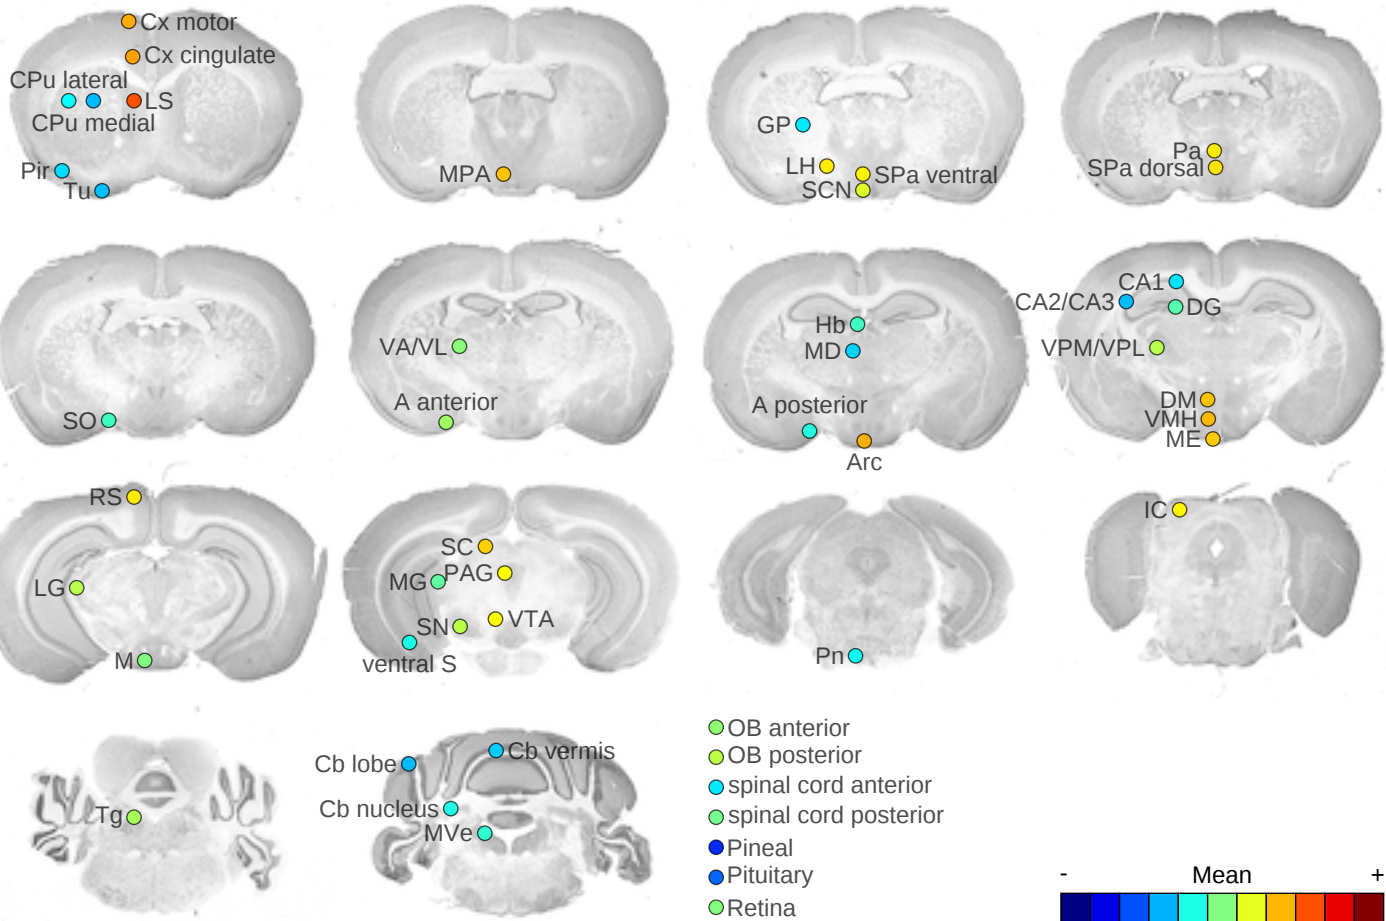 Cx motor
Cx cingulate
CPu lateral
LS
CPu medial
Pir
Tu
MPA
GP
LH
SPa ventral
SCN
Pa
SPa dorsal
SO
VA/VL
A anterior
Hb
MD
A posterior
Arc
CA1
CA2/CA3
DG
VPM/VPL
DM
VMH
ME
RS
LG
M
SC
PAG
MG
VTA
SN
ventral S
Pn
IC
Tg
Cb lobe
Cb vermis
Cb nucleus
MVe
OB anterior
OB posterior
spinal cord anterior
spinal cord posterior
Pineal
Pituitary
Retina
- Mean +